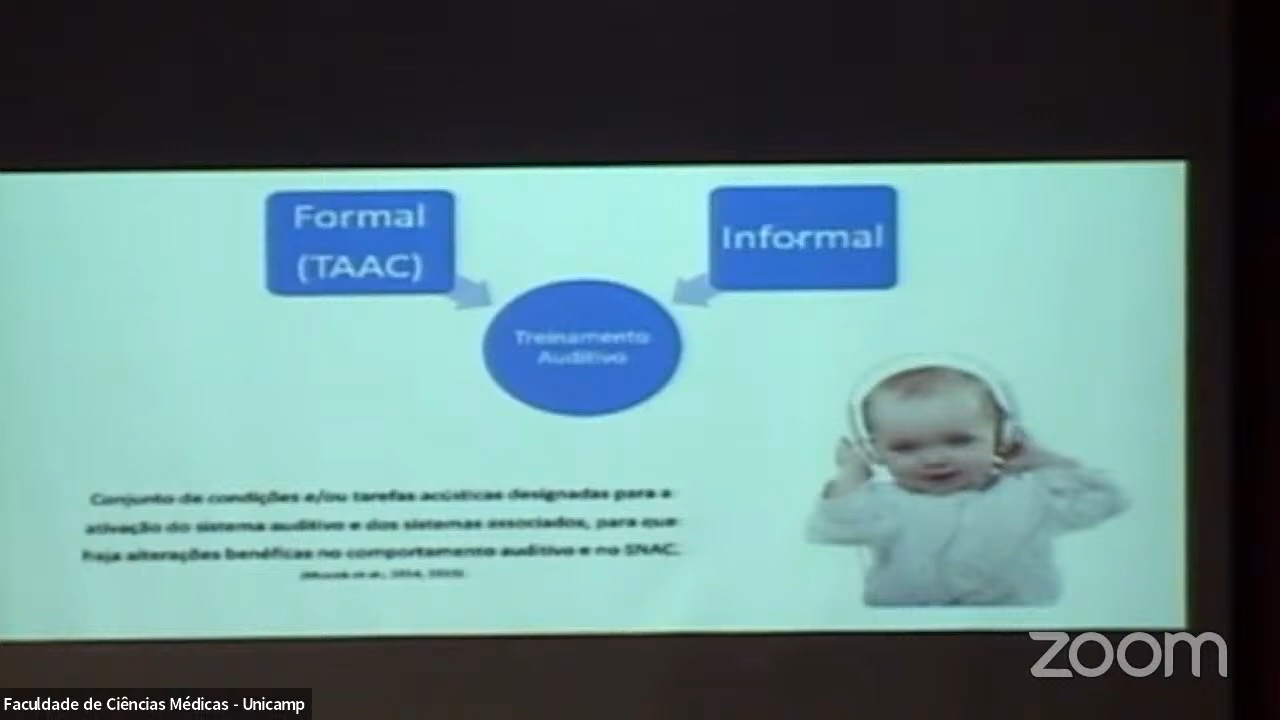 Formal
(TAAC)
Informal
Treinamento
Auditivo
Conjunto de condições e/ou tarefas acústicas designadas para a
ativação do sistema auditivo e dos sistemas associados, para que
haja alterações benéficas no comportamento auditivo e no SNAC.
zoom
Faculdade de Ciências Médicas - Unicamp